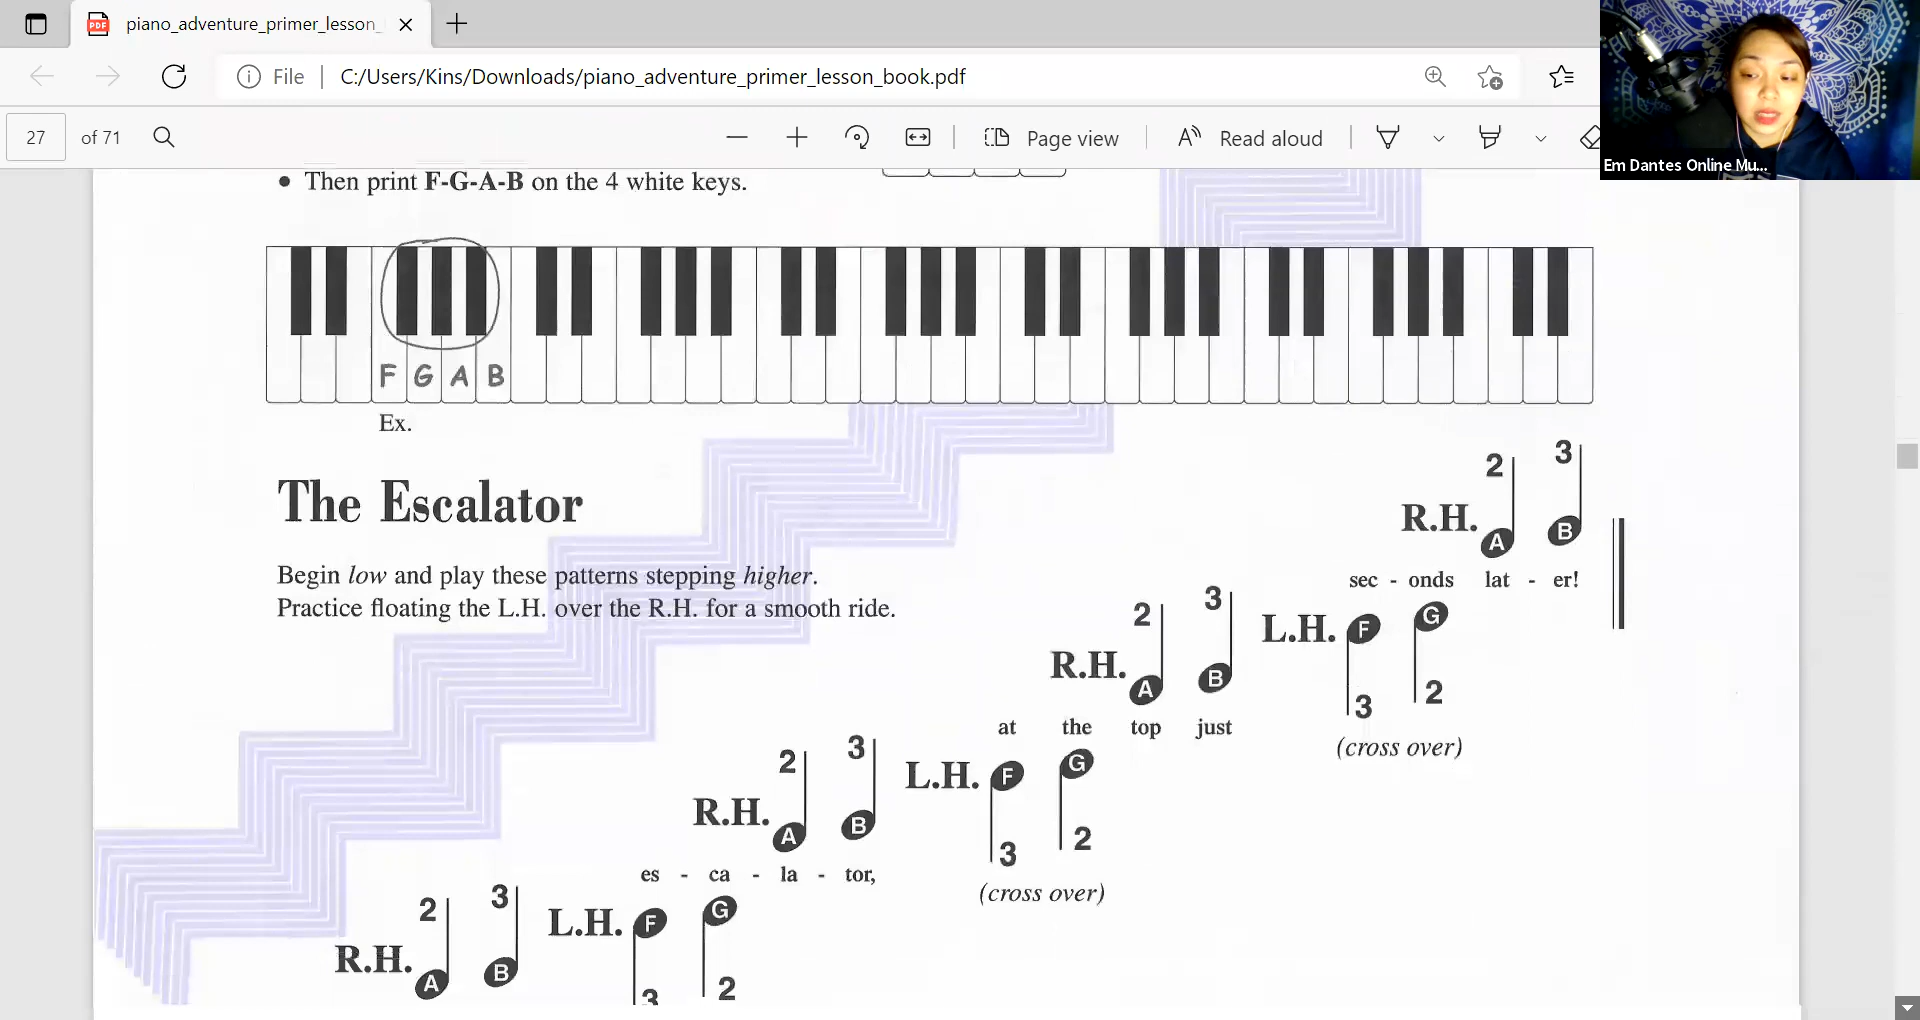 piano_adventure_primer_lesson_
File
C:/Users/Kins/Downloads/piano_adventure_primer_lesson_book.pdf
27 of 71
Page view
Read aloud
Em Dantes Online Mu...
• Then print F-G-A-B on the 4 white keys.
F G A B
Ex.
The Escalator
Begin low and play these patterns stepping higher.
Practice floating the L.H. over the R.H. for a smooth ride.
2 3
R.H. A B
sec - onds lat - er!
L.H. F G
3 2
(cross over)
2 3
R.H. A B
at the top just
L.H. F G
3 2
(cross over)
2 3
R.H. A B
es - ca - la - tor,
L.H. F G
3 2
2 3
R.H. A B